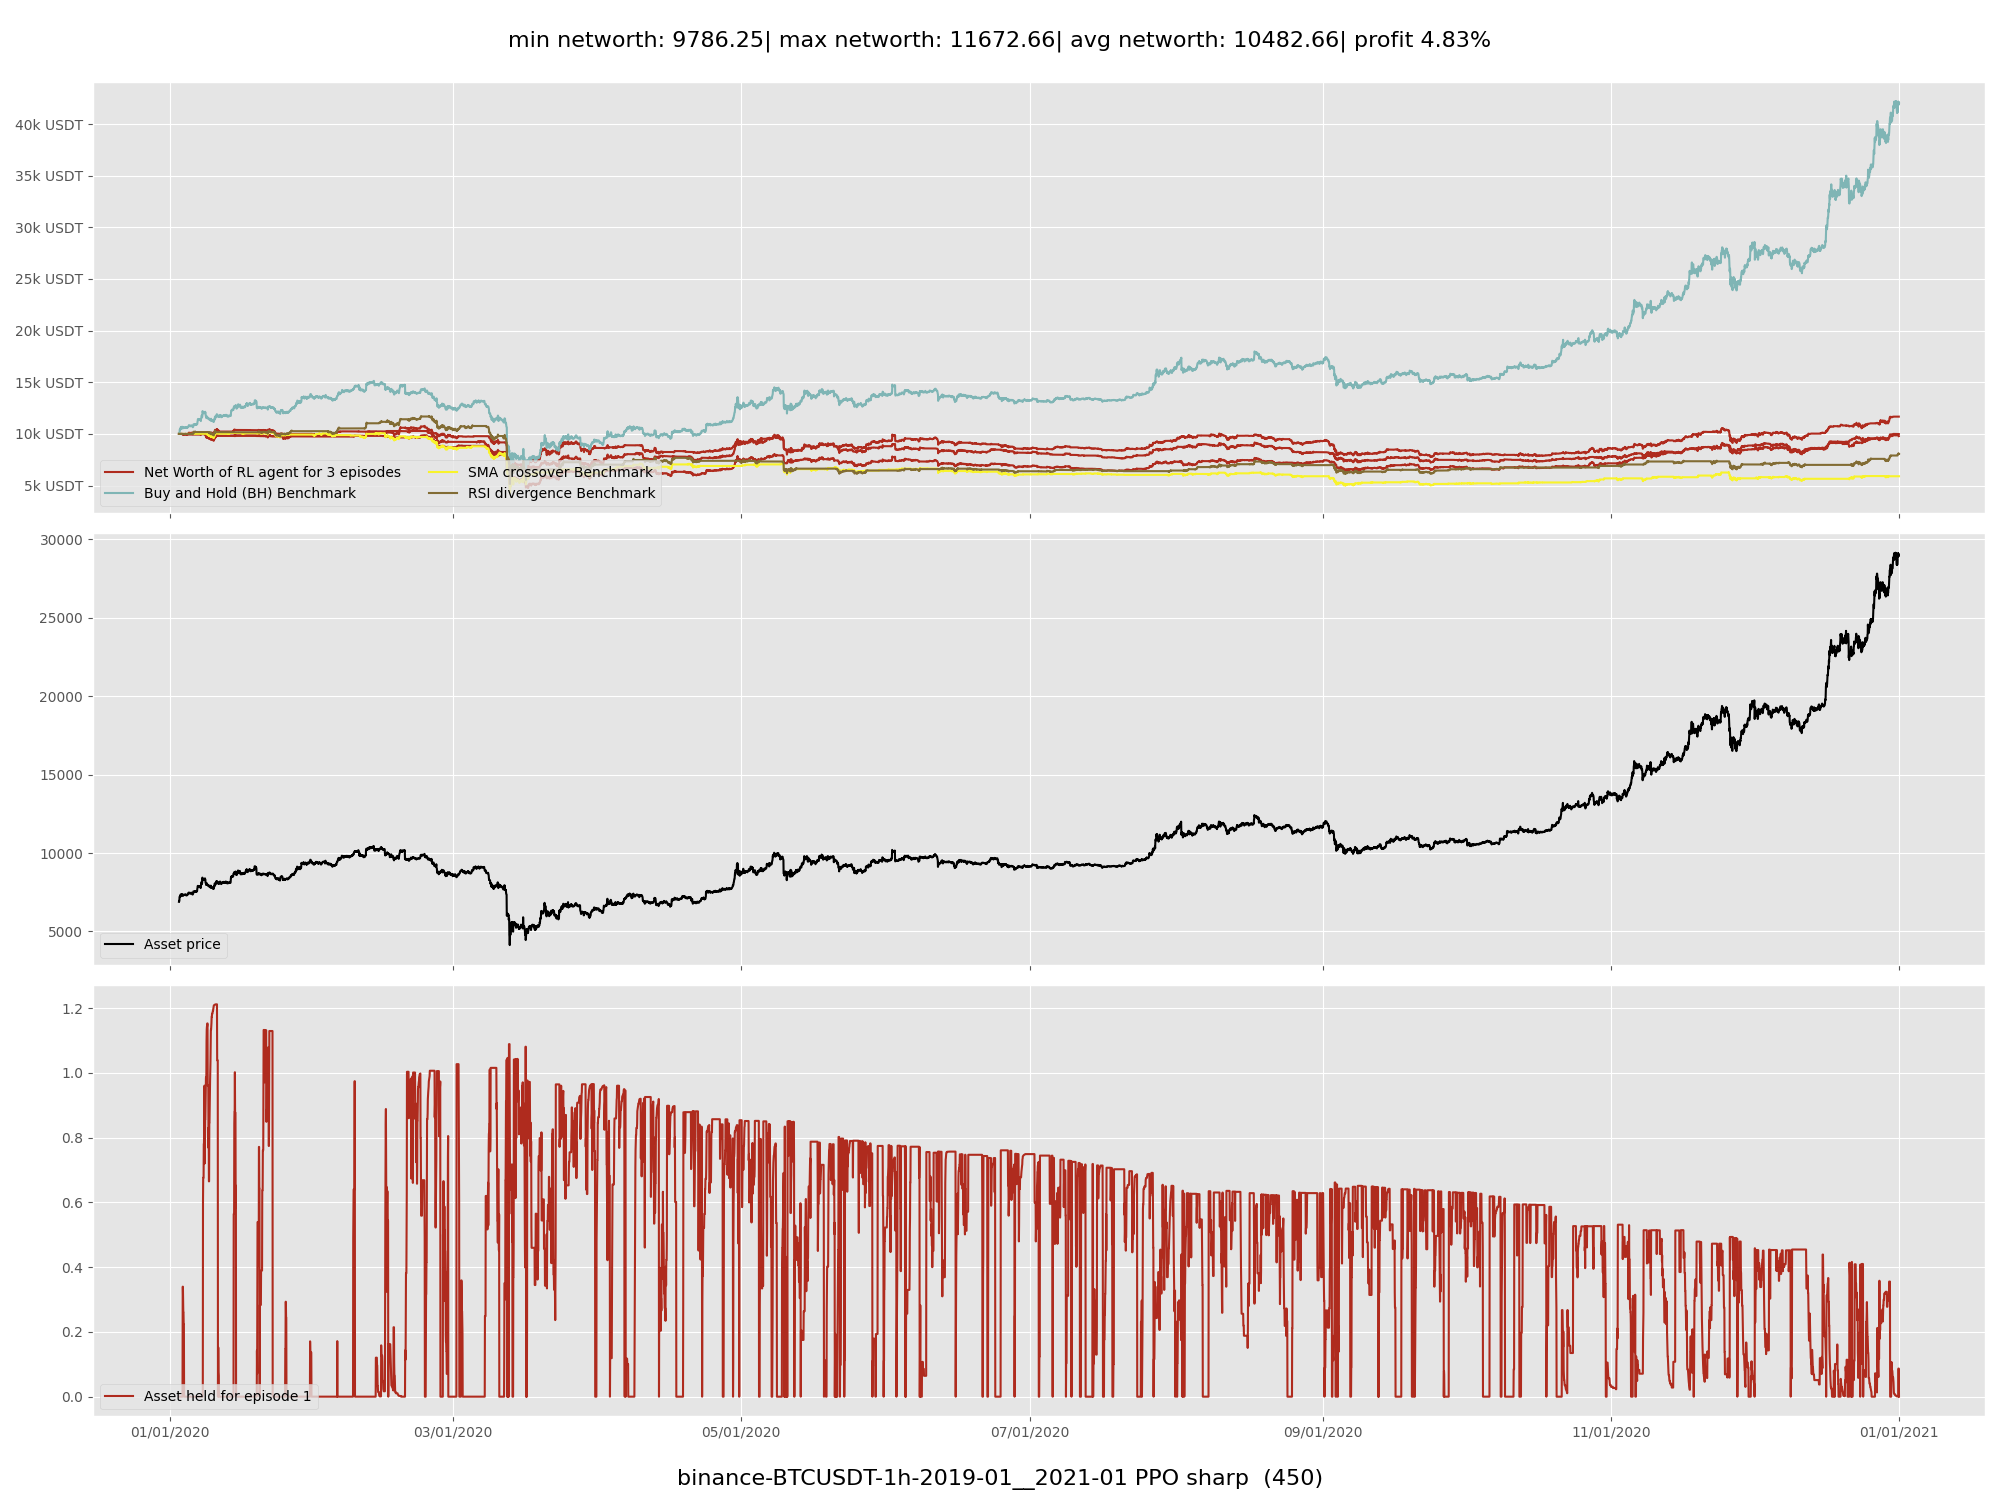 min networth: 9786.25| max networth: 11672.66| avg networth: 10482.66| profit 4.83%
40k USDT
35k USDT
30k USDT
25k USDT
20k USDT
15k USDT
10k USDT
5k USDT
Net Worth of RL agent for 3 episodes
Buy and Hold (BH) Benchmark
SMA crossover Benchmark
RSI divergence Benchmark
30000
25000
20000
15000
10000
5000
Asset price
1.2
1.0
0.8
0.6
0.4
0.2
0.0
Asset held for episode 1
01/01/2020
03/01/2020
05/01/2020
07/01/2020
09/01/2020
11/01/2020
01/01/2021
binance-BTCUSDT-1h-2019-01__2021-01 PPO sharp  (450)